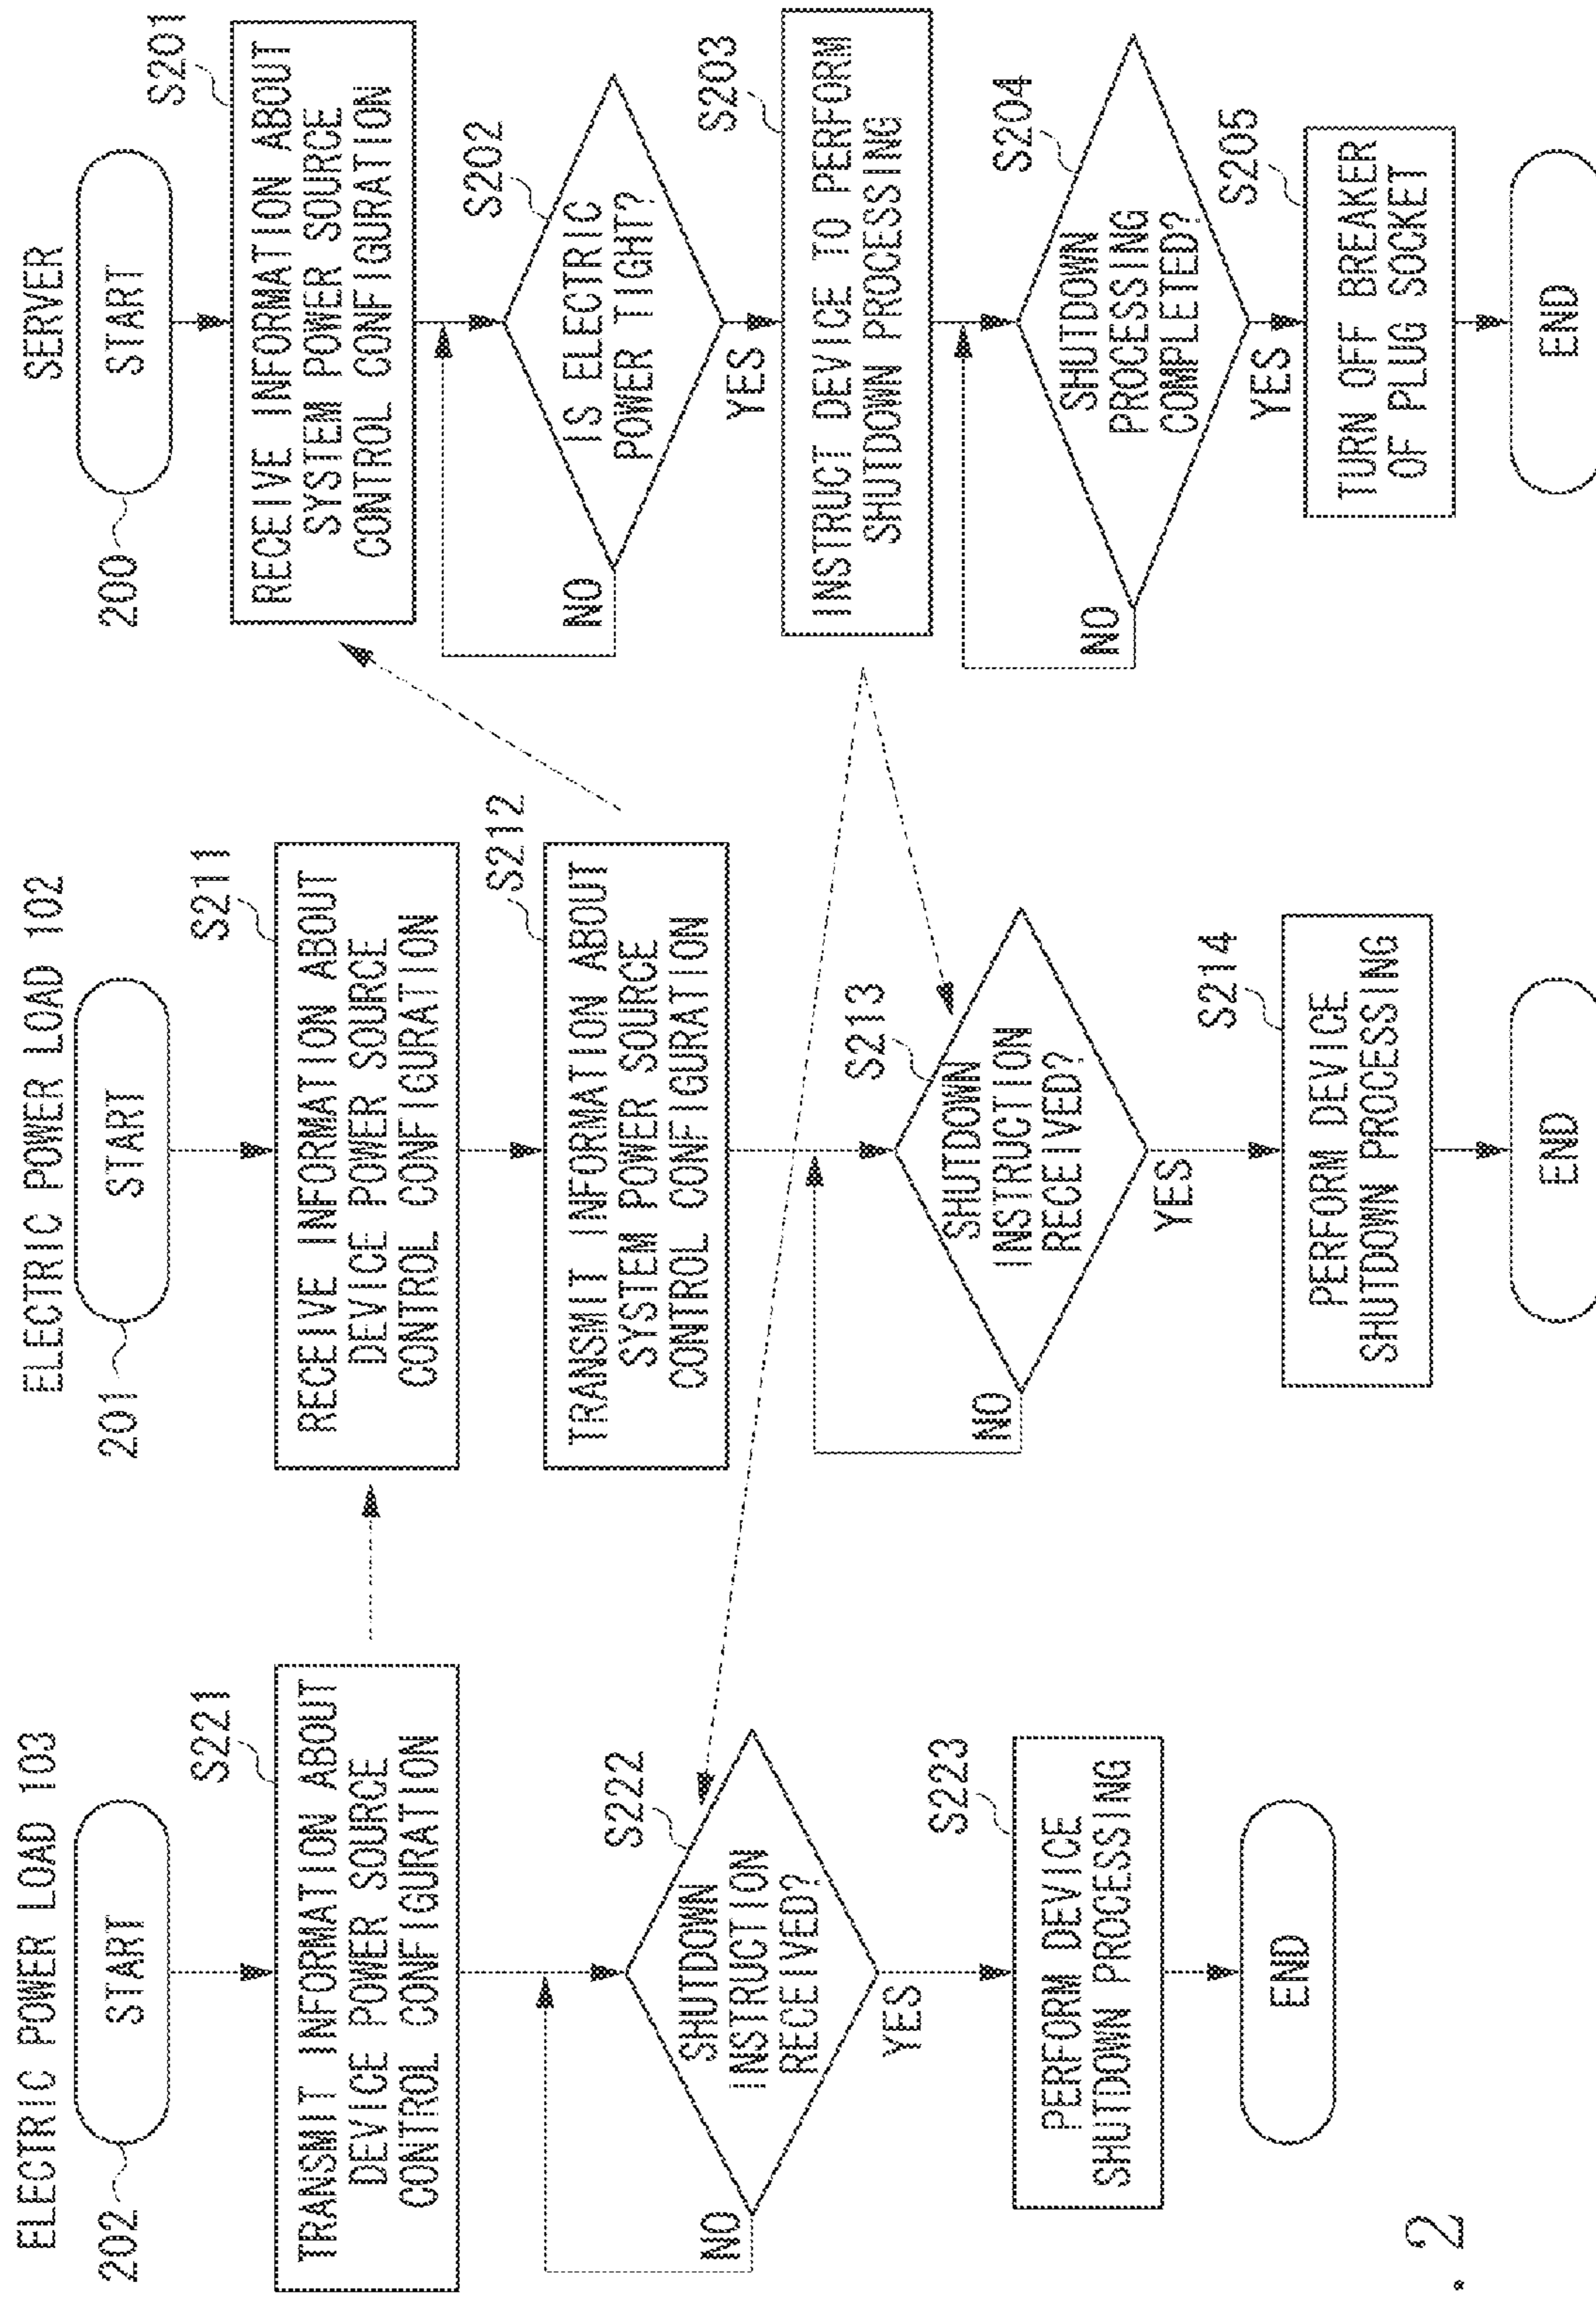 ELECTRIC POWER LOAD 103
202
START
S221
TRANSMIT INFORMATION ABOUT
DEVICE POWER SOURCE
CONTROL CONFIGURATION
S222
SHUTDOWN
INSTRUCTION
RECEIVED?
NO
YES
S223
PERFORM DEVICE
SHUTDOWN PROCESSING
END
ELECTRIC POWER LOAD 102
201
START
S211
RECEIVE INFORMATION ABOUT
DEVICE POWER SOURCE
CONTROL CONFIGURATION
S212
TRANSMIT INFORMATION ABOUT
SYSTEM POWER SOURCE
CONTROL CONFIGURATION
S213
SHUTDOWN
INSTRUCTION
RECEIVED?
NO
YES
S214
PERFORM DEVICE
SHUTDOWN PROCESSING
END
SERVER
200
START
S201
RECEIVE INFORMATION ABOUT
SYSTEM POWER SOURCE
CONTROL CONFIGURATION
S202
IS ELECTRIC
POWER TIGHT?
NO
YES
S203
INSTRUCT DEVICE TO PERFORM
SHUTDOWN PROCESSING
S204
SHUTDOWN
PROCESSING
COMPLETED?
NO
YES
S205
TURN OFF BREAKER
OF PLUG SOCKET
END
. 2